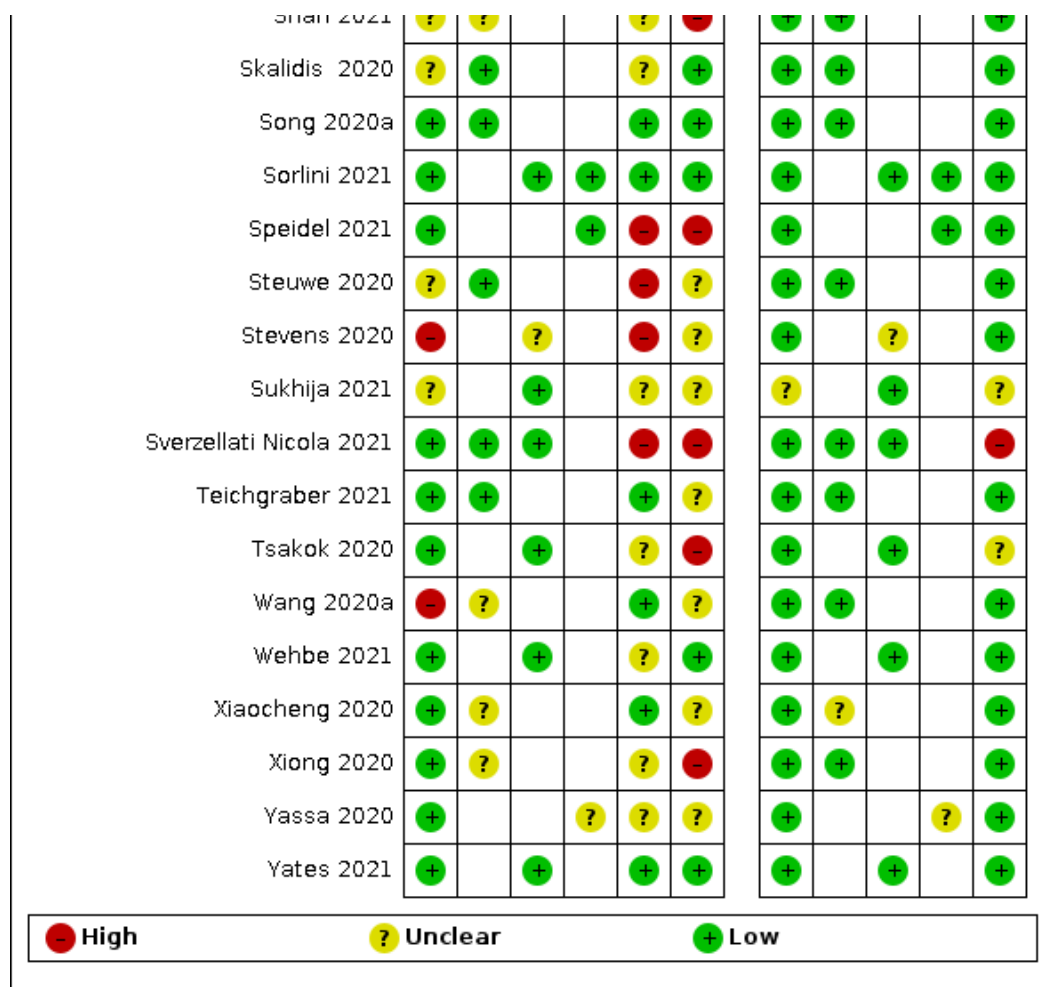 2021 ? ? ? - + + +
Skalidis 2020 ? + ? + + + +
Song 2020a + + + + + + +
Sorlini 2021 + + + + + + + + +
Speidel 2021 + + - - + + +
Steuwe 2020 ? + - ? + + +
Stevens 2020 - ? - ? + ? +
Sukhija 2021 ? + ? ? ? + ?
Sverzellati Nicola 2021 + + + - - + + + -
Teichgraber 2021 + + + ? + + +
Tsakok 2020 + + ? - + + ?
Wang 2020a - ? + ? + + +
Wehbe 2021 + + ? + + + +
Xiaocheng 2020 + ? + ? + ? +
Xiong 2020 + ? ? - + + +
Yassa 2020 + ? ? ? + ? +
Yates 2021 + + + + + + +
- High ? Unclear + Low